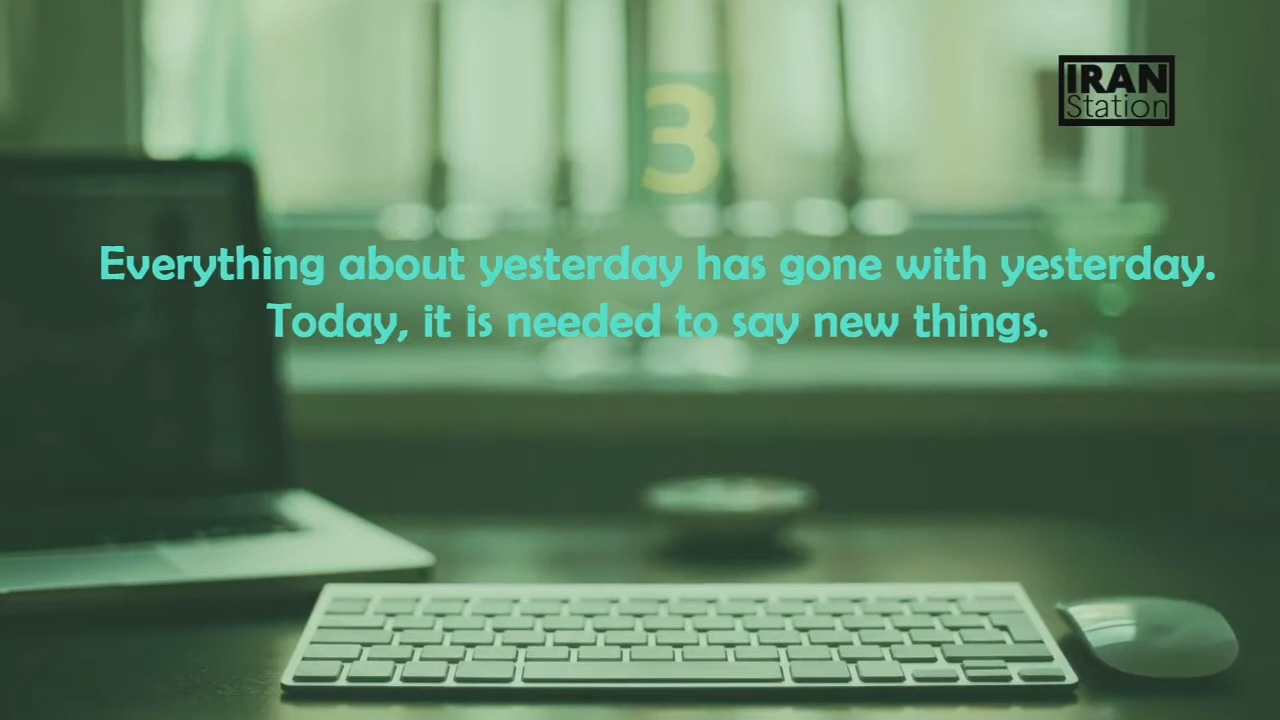 IRAN
Station
3
Everything about yesterday has gone with yesterday.
Today, it is needed to say new things.